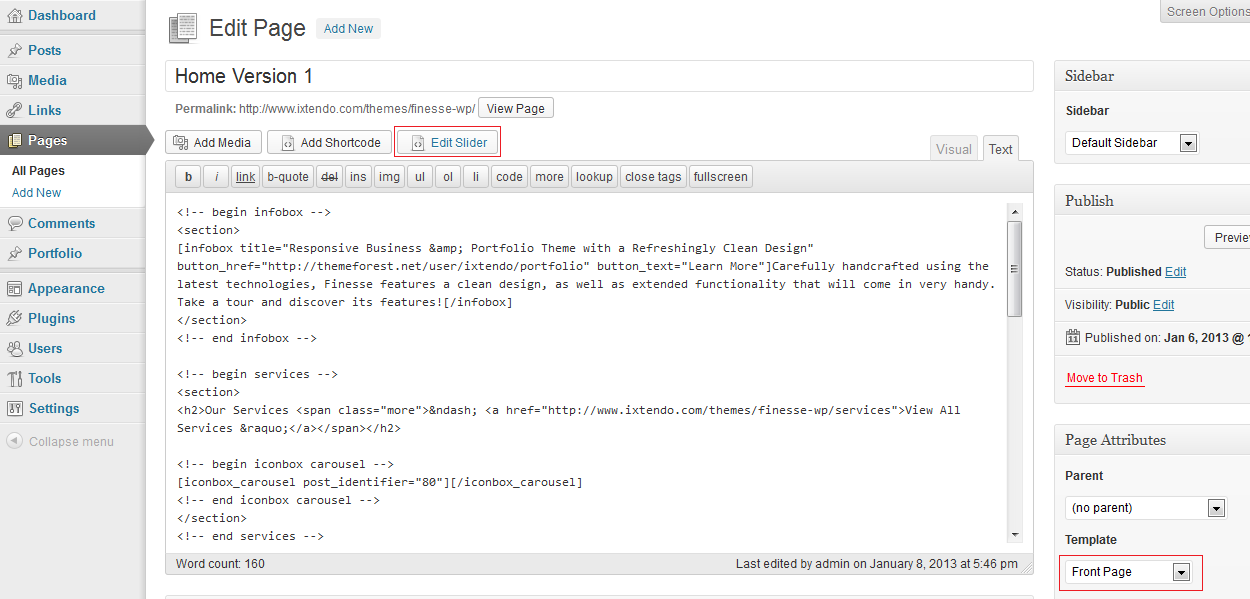 Dashboard
Posts
Media
Links
Pages
All Pages
Add New
Comments
Portfolio
Appearance
Plugins
Users
Tools
Settings
Collapse menu
Screen Options
Edit Page Add New
Home Version 1
Permalink: http://www.ixtendo.com/themes/finesse-wp/ View Page
Add Media Add Shortcode Edit Slider
Visual Text
b i link b-quote del ins img ul ol li code more lookup close tags fullscreen
<!-- begin infobox -->
<section>
[infobox title="Responsive Business &amp; Portfolio Theme with a Refreshingly Clean Design"
button_href="http://themeforest.net/user/ixtendo/portfolio" button_text="Learn More"]Carefully handcrafted using the
latest technologies, Finesse features a clean design, as well as extended functionality that will come in very handy.
Take a tour and discover its features![/infobox]
</section>
<!-- end infobox -->
<!-- begin services -->
<section>
<h2>Our Services <span class="more">&ndash; <a href="http://www.ixtendo.com/themes/finesse-wp/services">View All
Services &raquo;</a></span></h2>
<!-- begin iconbox carousel -->
[iconbox_carousel post_identifier="80"][/iconbox_carousel]
<!-- end iconbox carousel -->
</section>
<!-- end services -->
Word count: 160 Last edited by admin on January 8, 2013 at 5:46 pm
Sidebar
Sidebar
Default Sidebar
Publish
Preview
Status: Published Edit
Visibility: Public Edit
11 Published on: Jan 6, 2013 @
Move to Trash
Page Attributes
Parent
(no parent)
Template
Front Page